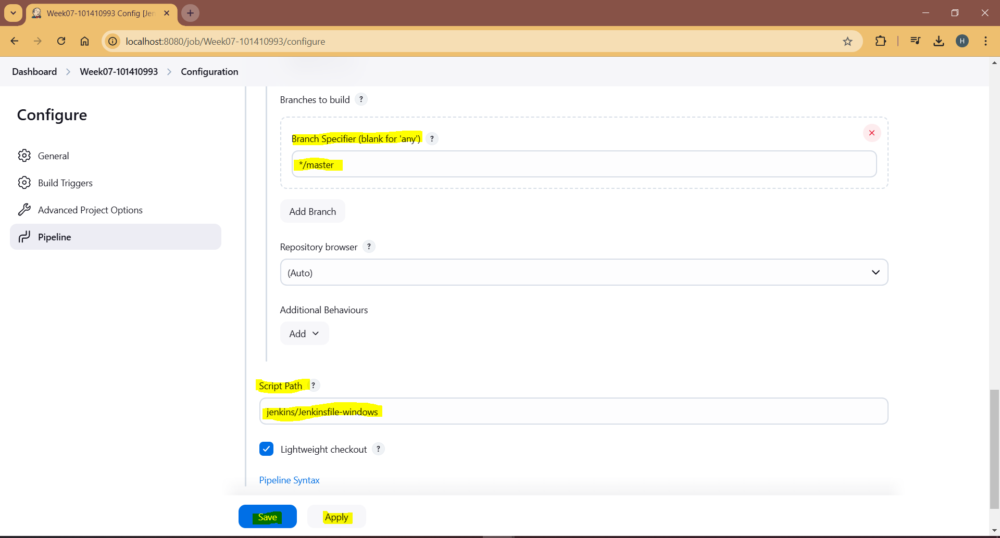 Week07-101410993 Config [Jen
localhost:8080/job/Week07-101410993/configure
H
Dashboard > Week07-101410993 > Configuration
Configure
General
Build Triggers
Advanced Project Options
Pipeline
Branches to build ?
Branch Specifier (blank for 'any') ?
*/master
Add Branch
Repository browser ?
(Auto)
Additional Behaviours
Add
Script Path ?
jenkins/Jenkinsfile-windows
Lightweight checkout ?
Pipeline Syntax
Save
Apply